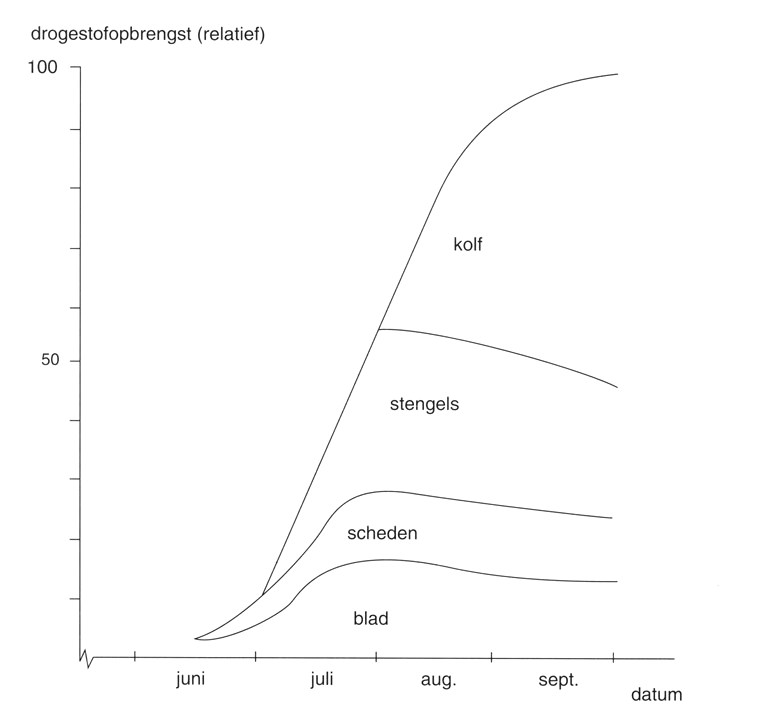 drogestofopbrengst (relatief)
100
kolf
50
stengels
scheden
blad
juni juli aug. sept.
datum